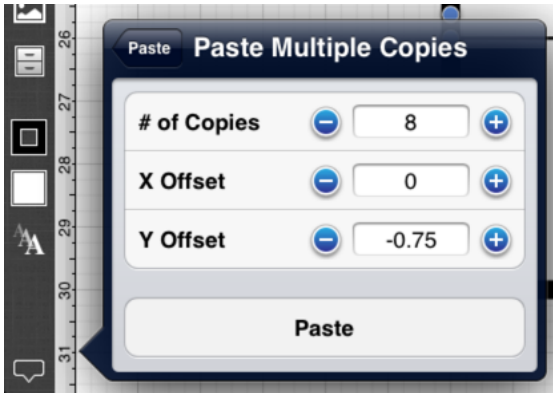 Paste
Paste Multiple Copies
# of Copies
8
X Offset
0
Y Offset
-0.75
Paste
26
27
28
29
30
31
AAA